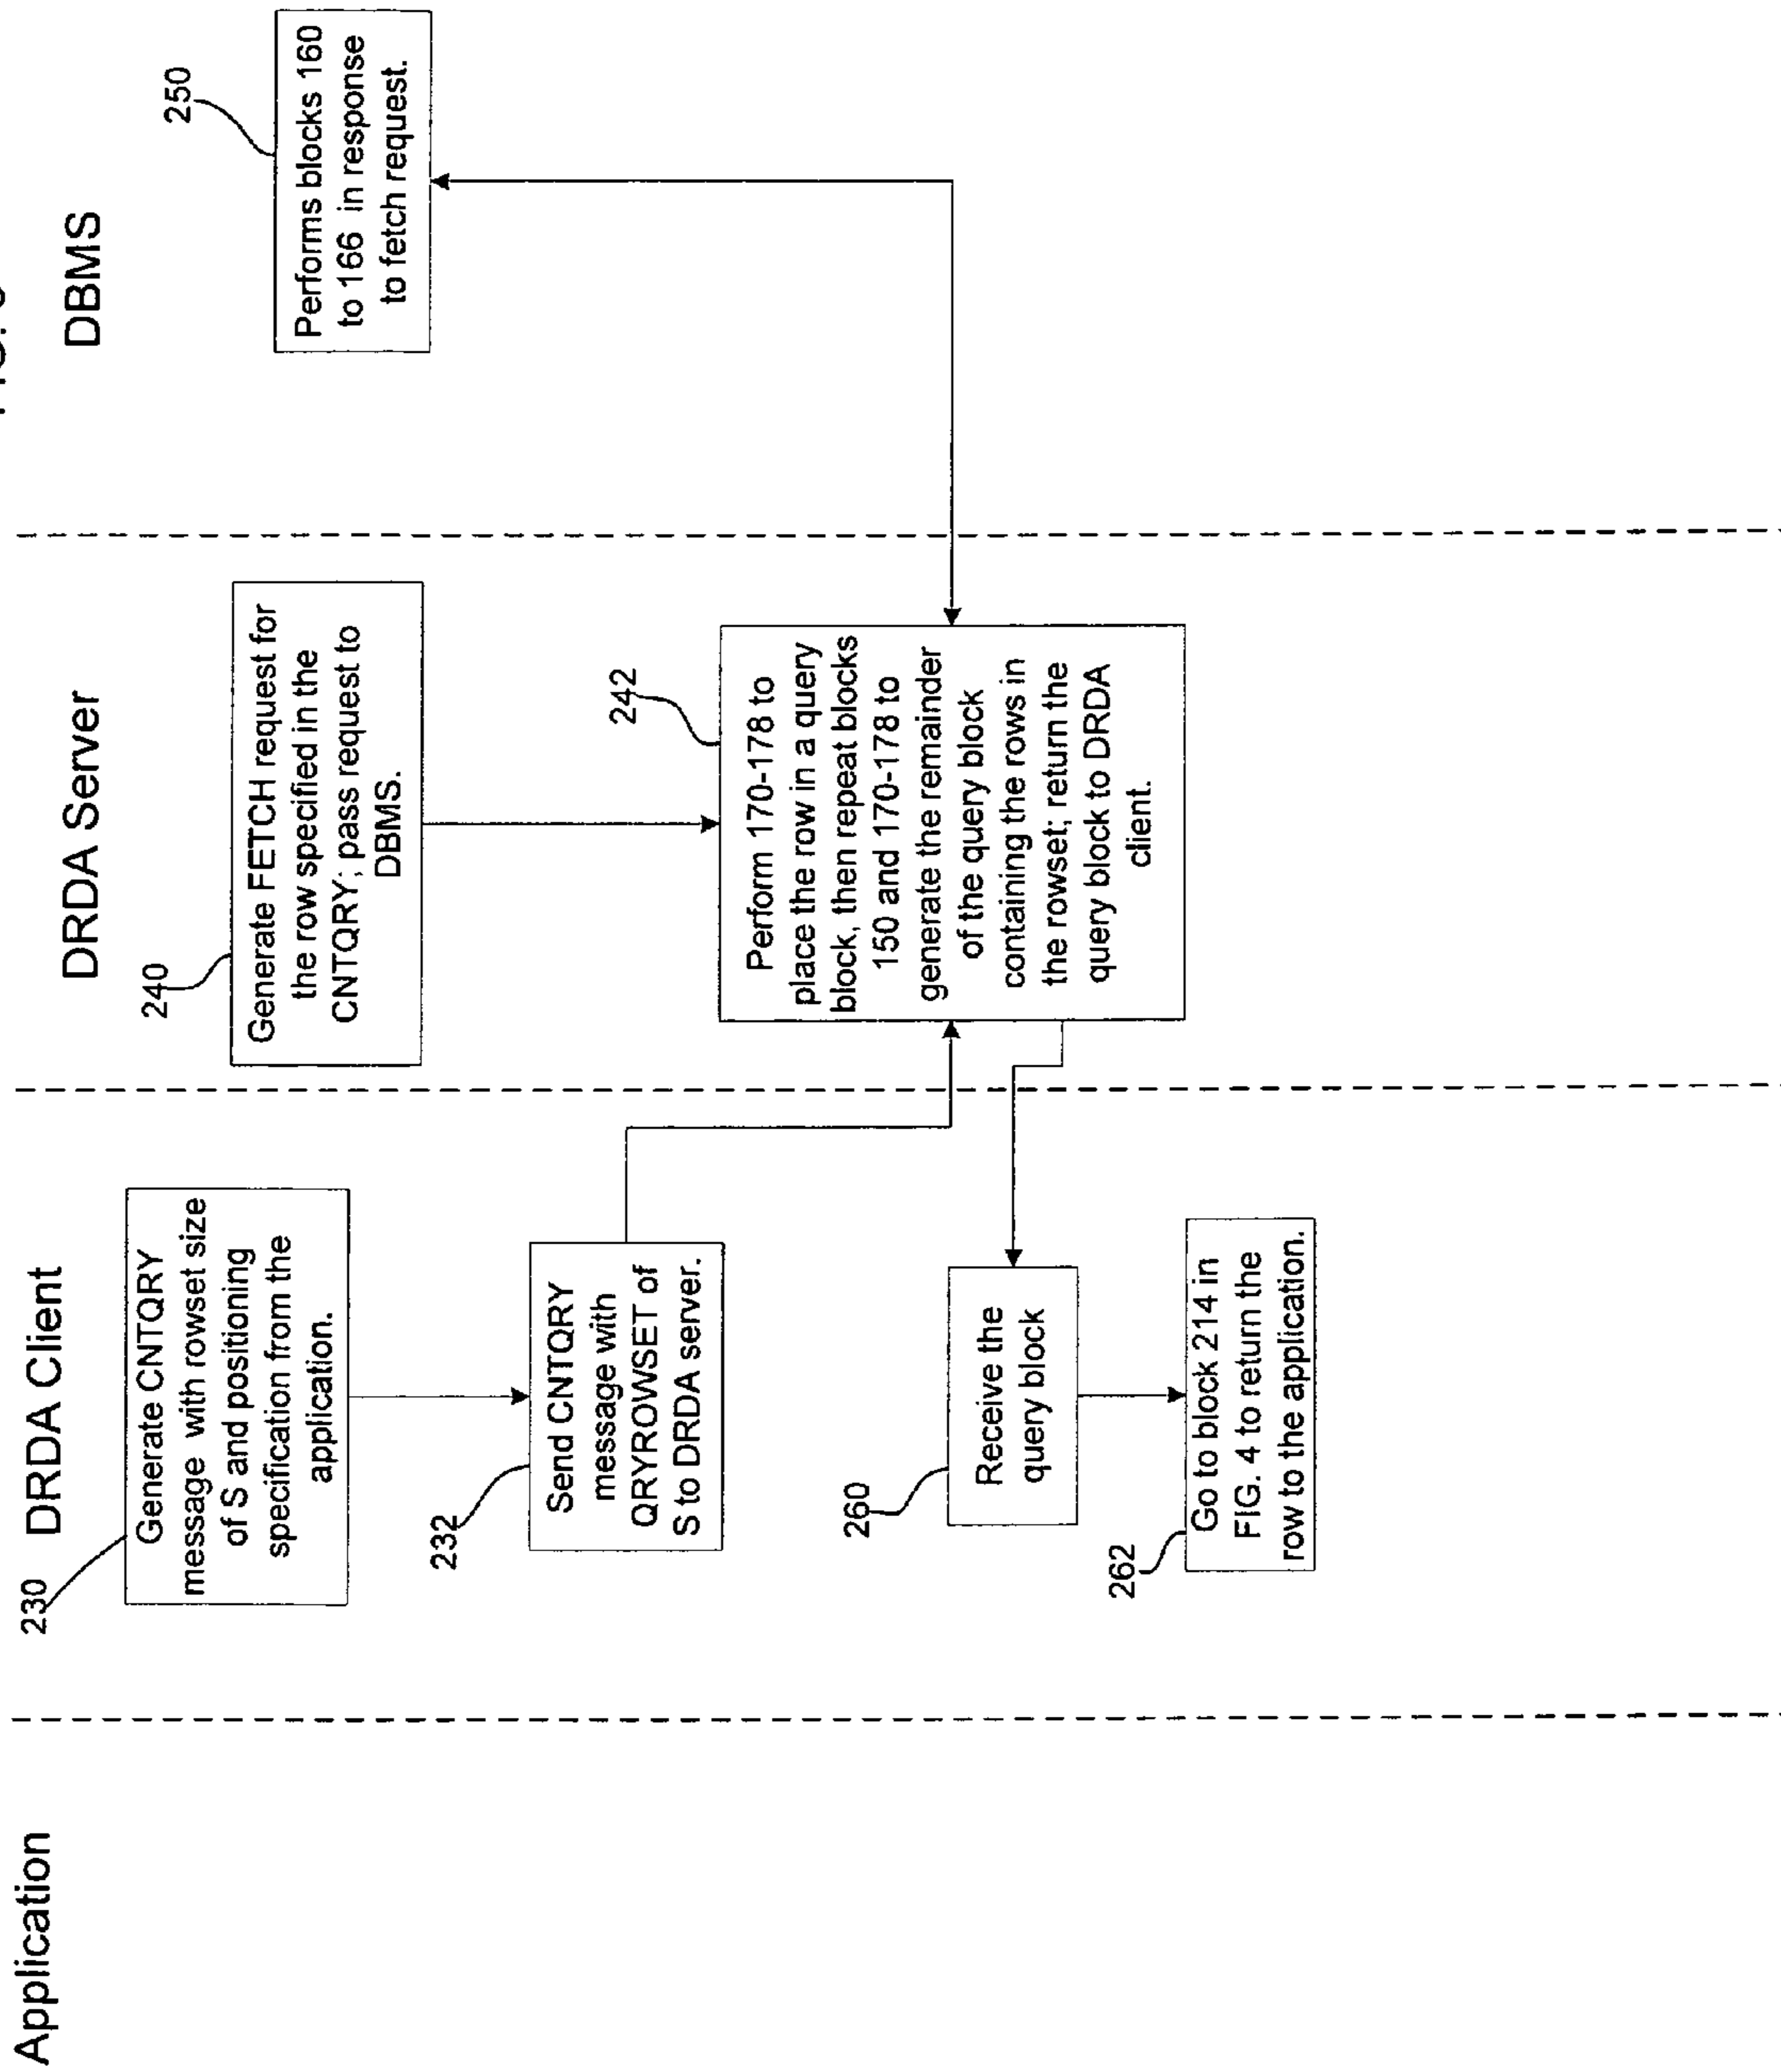 Application
DRDA Client
DRDA Server
DBMS
230
Generate CNTQRY
message with rowset size
of S and positioning
specification from the
application.
232
Send CNTQRY
message with
QRYROWSET of
S to DRDA server.
260
Receive the
query block
262
Go to block 214 in
FIG. 4 to return the
row to the application.
240
Generate FETCH request for
the row specified in the
CNTQRY; pass request to
DBMS.
242
Perform 170-178 to
place the row in a query
block, then repeat blocks
150 and 170-178 to
generate the remainder
of the query block
containing the rows in
the rowset; return the
query block to DRDA
client.
250
Performs blocks 160
to 166 in response
to fetch request.